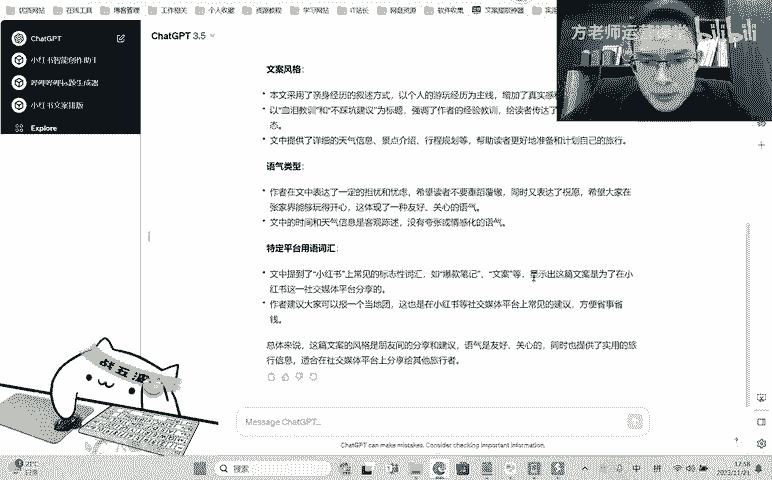 优质网站
在线工具
博客管理
工作相关
个人收藏
资源教程
学习网站
IT站长
网盘资源
软件收集
方老师运营课堂
bilibili
ChatGPT
小红书智能创作助手
哔哩哔哩标题生成器
小红书文案排版
Explore
ChatGPT 3.5
文案风格:
本文采用了亲身经历的叙述方式，以个人的游玩经历为主线，增加了真实感
以“血泪教训”和“不踩坑建议”为标题，强调了作者的经验教训，给读者传达了
态。
文中提供了详细的天气信息、景点介绍、行程规划等，帮助读者更好地准备和计划自己的旅行。
语气类型:
作者在文中表达了一定的担忧和忧虑，希望读者不要重蹈覆辙，同时又表达了祝愿，希望大家在
张家界能够玩得开心，这体现了一种友好、关心的语气。
文中的时间和天气信息是客观陈述，没有夸张或情感化的语气。
特定平台用语词汇:
文中提到了“小红书”上常见的标志性词汇，如“爆款笔记”、“文案”等，显示出这篇文案是为了在小
红书这一社交媒体平台分享的。
作者建议大家可以报一个当地团，这也是在小红书等社交媒体平台上常见的建议，方便省事省
钱。
总体来说，这篇文案的风格是朋友间的分享和建议，语气是友好、关心的，同时也提供了实用的旅
行信息，适合在社交媒体平台上分享给其他旅行者。
Message ChatGPT...
ChatGPT can make mistakes. Consider checking important information.
?
21°C
搜索
中
拼
17:58
2023/11/21